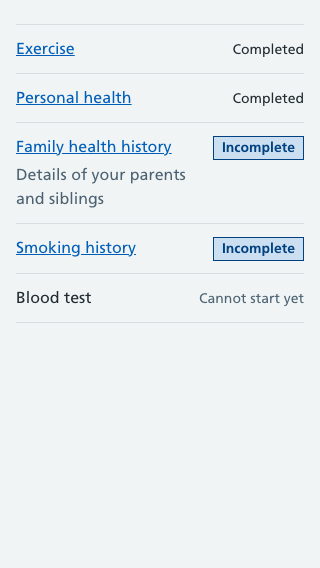 Exercise Completed
Personal health Completed
Family health history Incomplete
Details of your parents
and siblings
Smoking history Incomplete
Blood test Cannot start yet